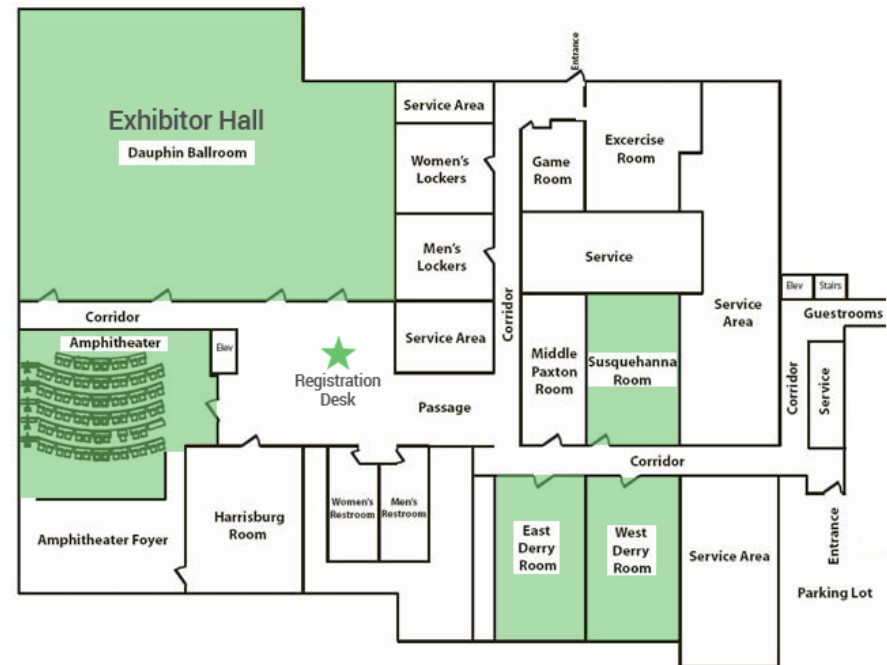 Entrance
Exhibitor Hall
Dauphin Ballroom
Service Area
Women's
Lockers
Men's
Lockers
Game
Room
Excercise
Room
Service
Corridor
Service
Area
Elev
Stairs
Guestrooms
Corridor
Amphitheater
Elev
Registration
Desk
Service Area
Passage
Middle
Paxton
Room
Susquehanna
Room
Corridor
Service
Corridor
Women's
Restroom
Men's
Restroom
Harrisburg
Room
Amphitheater Foyer
East
Derry
Room
West
Derry
Room
Service Area
Entrance
Parking Lot